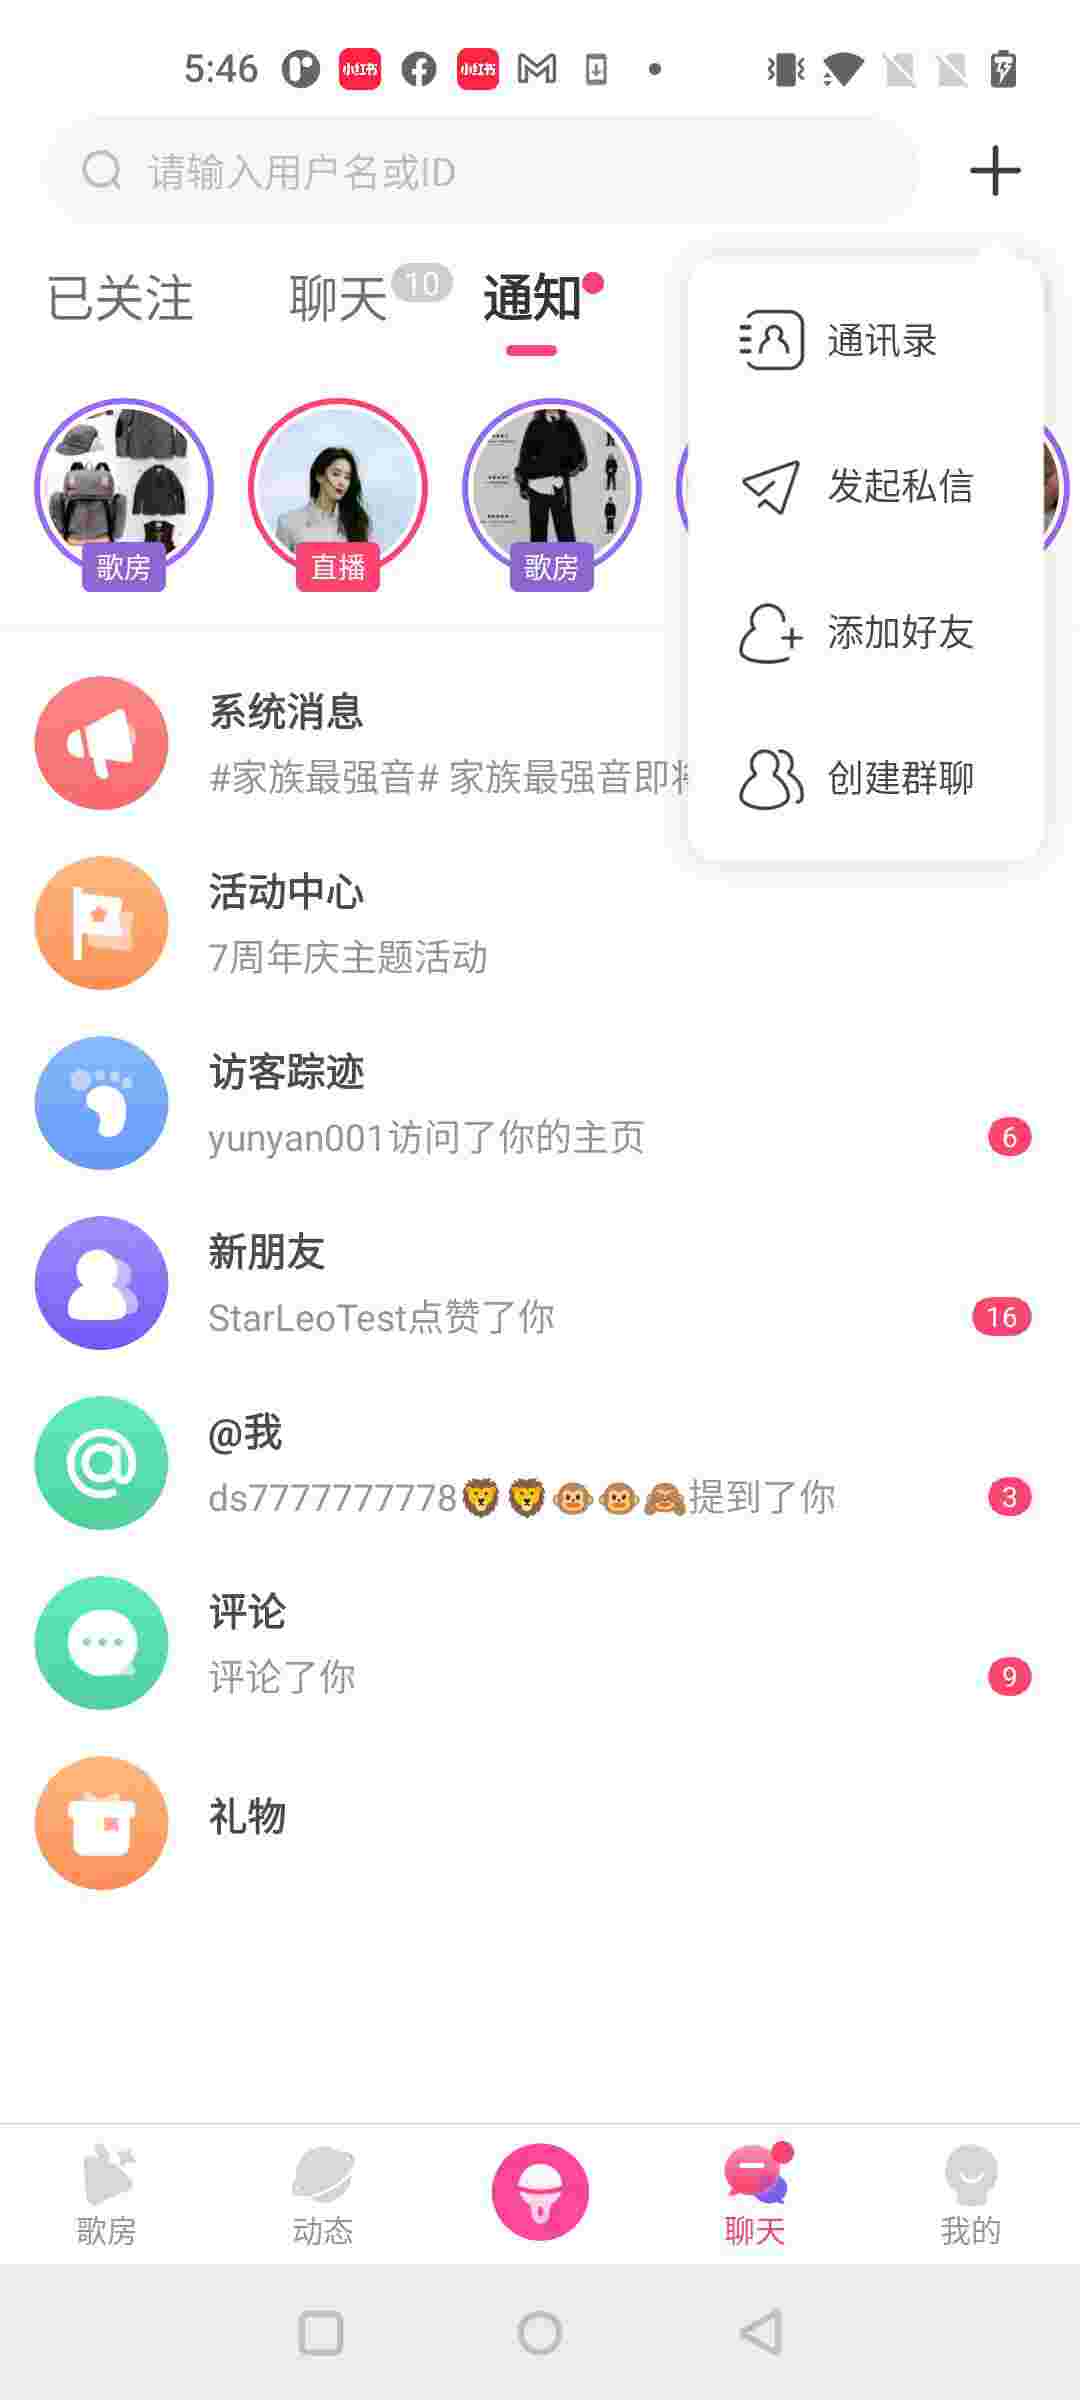 5:46
小红书
小红书
请输入用户名或ID
已关注
聊天
10
通知
通讯录
发起私信
添加好友
创建群聊
歌房
直播
歌房
系统消息
#家族最强音# 家族最强音即
活动中心
7周年庆主题活动
访客踪迹
yunyan001访问了你的主页
6
新朋友
StarLeoTest点赞了你
16
@我
ds7777777778🦁🦁🐵🐵🙈提到了你
3
评论
评论了你
9
礼物
歌房
动态
聊天
我的